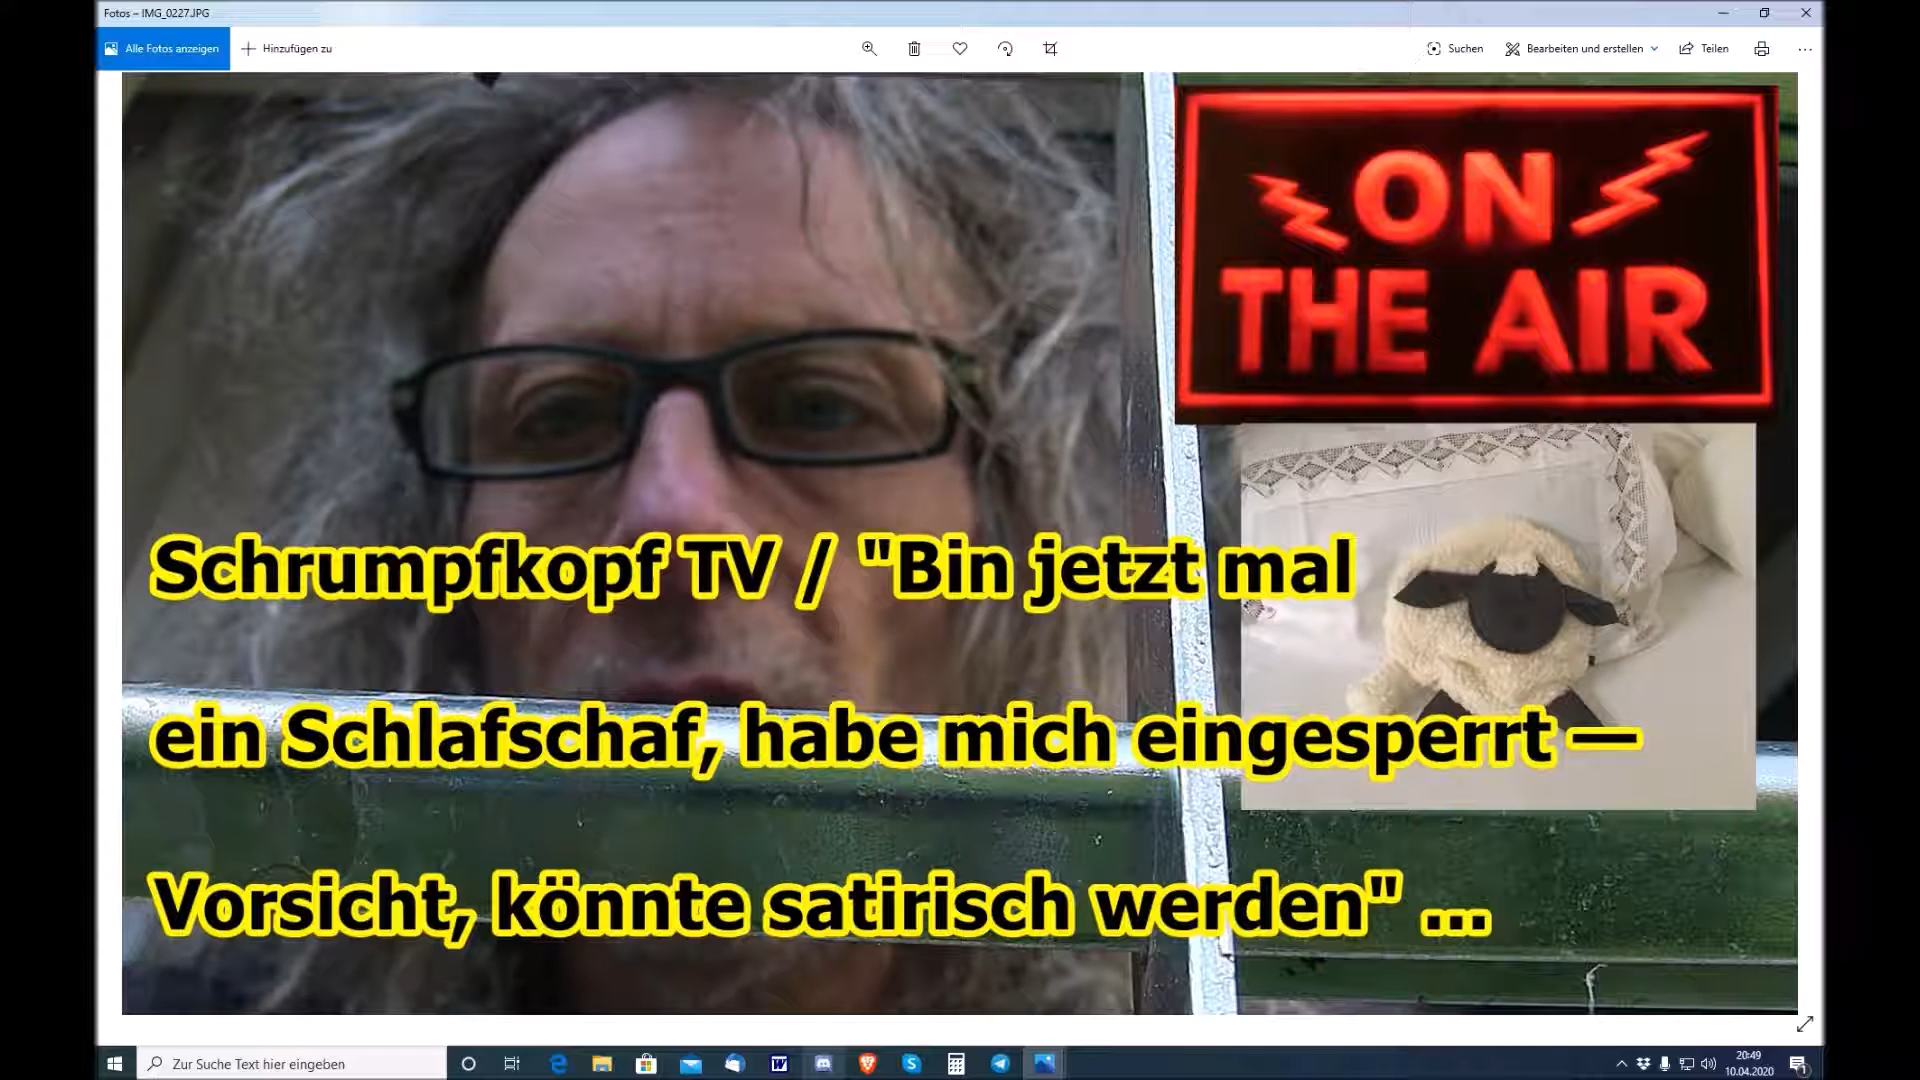 Fotos – IMG_0227.JPG
Alle Fotos anzeigen
Hinzufügen zu
Suchen
Bearbeiten und erstellen
Teilen
ON
THE AIR
Schrumpfkopf TV / "Bin jetzt mal
ein Schlafschaf, habe mich eingesperrt —
Vorsicht, könnte satirisch werden" ...
Zur Suche Text hier eingeben
20:49
10.04.2020